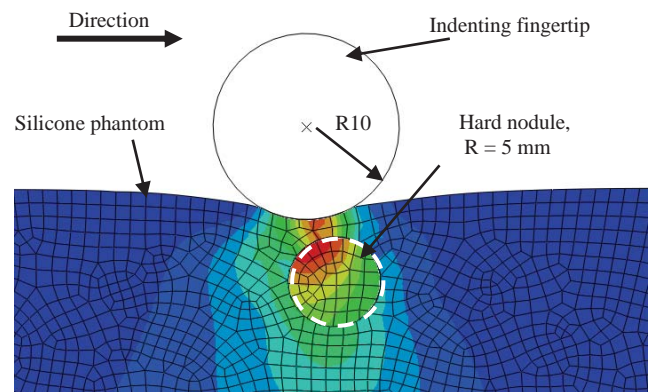 Direction
Indenting fingertip
Silicone phantom
R10
Hard nodule,
R = 5 mm